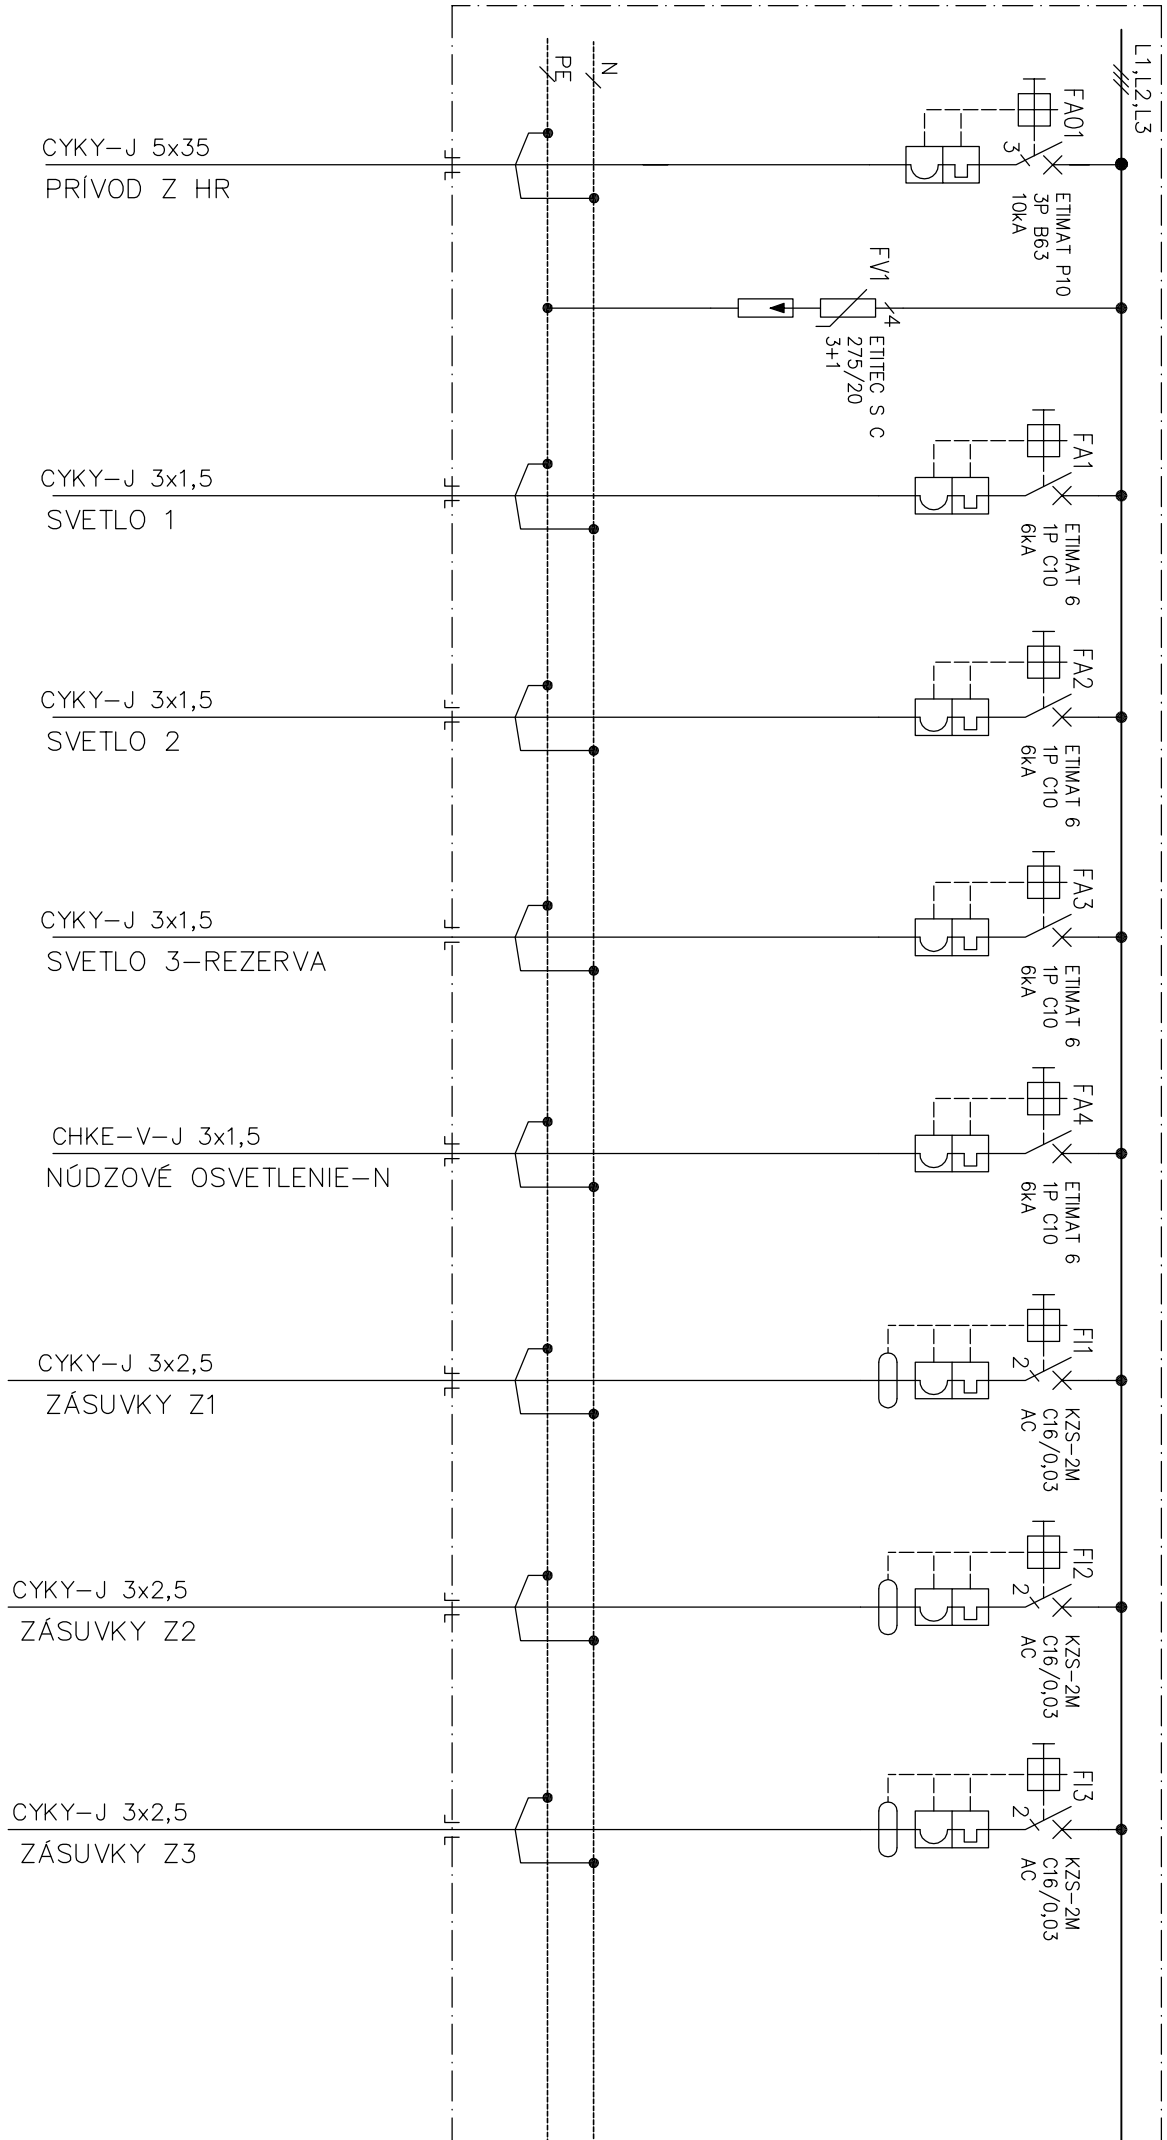 L1,L2,L3
PE
N
CYKY-J 5x35
PRÍVOD Z HR
FA01
3
ETIMAT P10
3P B63
10kA
FV1
4
ETITEC S C
275/20
3+1
CYKY-J 3x1,5
SVETLO 1
FA1
ETIMAT 6
1P C10
6kA
CYKY-J 3x1,5
SVETLO 2
FA2
ETIMAT 6
1P C10
6kA
CYKY-J 3x1,5
SVETLO 3-REZERVA
FA3
ETIMAT 6
1P C10
6kA
CHKE-V-J 3x1,5
NÚDZOVÉ OSVETLENIE-N
FA4
ETIMAT 6
1P C10
6kA
CYKY-J 3x2,5
ZÁSUVKY Z1
FI1
2
KZS-2M
C16/0,03
AC
CYKY-J 3x2,5
ZÁSUVKY Z2
FI2
2
KZS-2M
C16/0,03
AC
CYKY-J 3x2,5
ZÁSUVKY Z3
FI3
2
KZS-2M
C16/0,03
AC